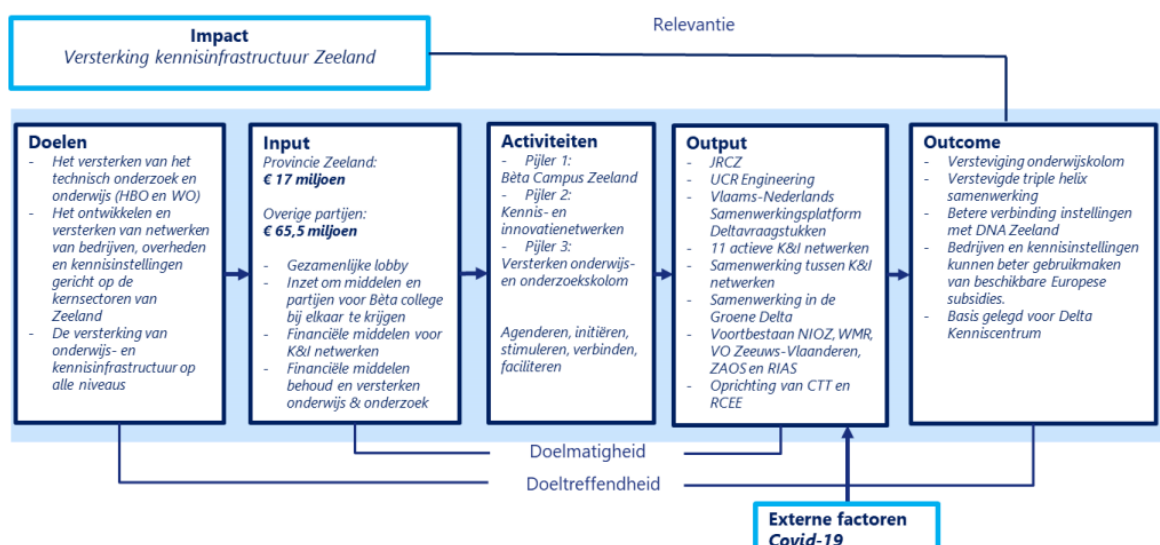 Relevantie
Impact
Versterking kennisinfrastructuur Zeeland
Doelen
- Het versterken van het
technisch onderzoek en
onderwijs (HBO en WO)
- Het ontwikkelen en
versterken van netwerken
van bedrijven, overheden
en kennisinstellingen
gericht op de
kernsectoren van
Zeeland
- De versterking van
onderwijs- en
kennisinfrastructuur op
alle niveaus
Input
Provincie Zeeland:
€ 17 miljoen
Overige partijen:
€ 65,5 miljoen
- Gezamenlijke lobby
- Inzet om middelen en
partijen voor Bèta college
bij elkaar te krijgen
- Financiële middelen voor
K&I netwerken
- Financiële middelen
behoud en versterken
onderwijs & onderzoek
Activiteiten
- Pijler 1:
Bèta Campus Zeeland
- Pijler 2:
Kennis- en
innovatienetwerken
- Pijler 3:
Versterken onderwijs-
en onderzoekskolom
Agenderen, initiëren,
stimuleren, verbinden,
faciliteren
Output
- JRCZ
- UCR Engineering
- Vlaams-Nederlands
Samenwerkingsplatform
Deltavraagstukken
- 11 actieve K&I netwerken
- Samenwerking tussen K&I
netwerken
- Samenwerking in de
Groene Delta
- Voortbestaan NIOZ, WMR,
VO Zeeuws-Vlaanderen,
ZAOS en RIAS
- Oprichting van CTT en
RCEE
Outcome
- Versteviging onderwijskolom
- Verstevigde triple helix
samenwerking
- Betere verbinding instellingen
met DNA Zeeland
- Bedrijven en kennisinstellingen
kunnen beter gebruikmaken
van beschikbare Europese
subsidies.
- Basis gelegd voor Delta
Kenniscentrum
Doelmatigheid
Doeltreffendheid
Externe factoren
Covid-19